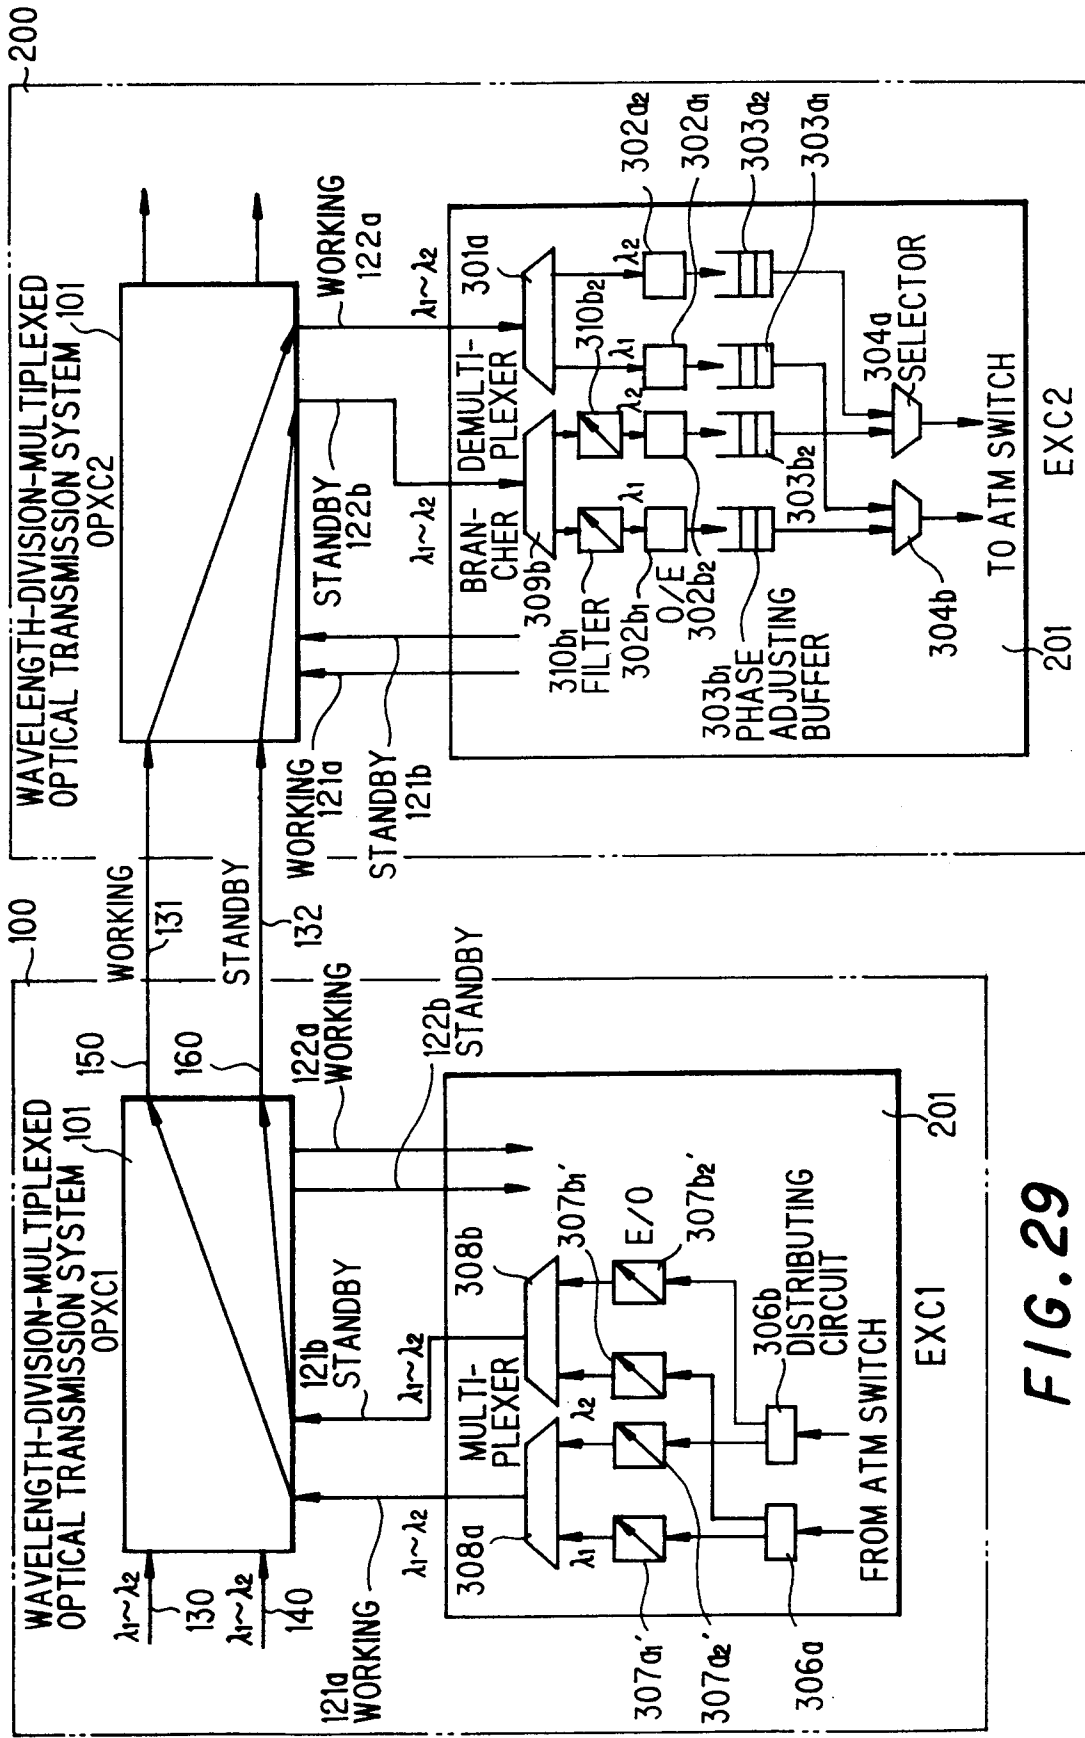 100
WAVELENGTH-DIVISION-MULTIPLEXED
OPTICAL TRANSMISSION SYSTEM 101
OPXC1
λ1~λ2
130
λ1~λ2
140
150
160
WORKING
131
STANDBY
132
121a
WORKING
121b
STANDBY
122a
WORKING
122b
STANDBY
λ1~λ2
λ1~λ2
308a
MULTI-
PLEXER
308b
λ1
λ2
307b1′
E/O
307b2′
307a1′
307a2′
306a
306b
DISTRIBUTING
CIRCUIT
FROM ATM SWITCH
201
EXC1
200
WAVELENGTH-DIVISION-MULTIPLEXED
OPTICAL TRANSMISSION SYSTEM 101
OPXC2
WORKING
121a
STANDBY
121b
STANDBY
122b
WORKING
122a
λ1~λ2
λ1~λ2
309b
BRAN-
CHER
DEMULTI-
PLEXER
301a
310b1
FILTER
310b2
λ1
λ2
λ1
λ2
302b1
O/E
302b2
302a2
302a1
303b1
PHASE
ADJUSTING
BUFFER
303b2
303a2
303a1
304b
304a
SELECTOR
TO ATM SWITCH
201
EXC2
FIG. 29